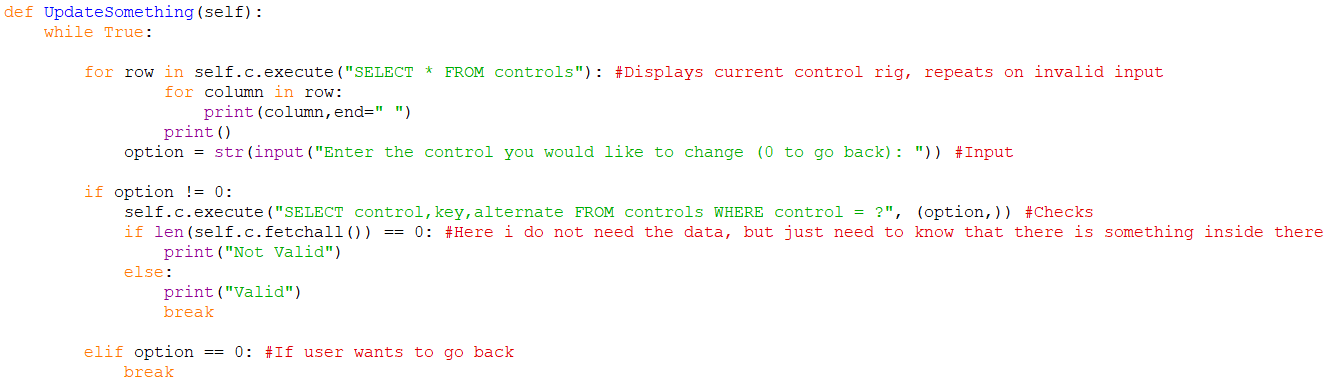 def UpdateSomething(self):
    while True:

        for row in self.c.execute("SELECT * FROM controls"): #Displays current control rig, repeats on invalid input
                for column in row:
                    print(column,end=" ")
                print()
            option = str(input("Enter the control you would like to change (0 to go back): ")) #Input

        if option != 0:
            self.c.execute("SELECT control,key,alternate FROM controls WHERE control = ?", (option,)) #Checks
            if len(self.c.fetchall()) == 0: #Here i do not need the data, but just need to know that there is something inside there
                print("Not Valid")
            else:
                print("Valid")
                break

        elif option == 0: #If user wants to go back
            break